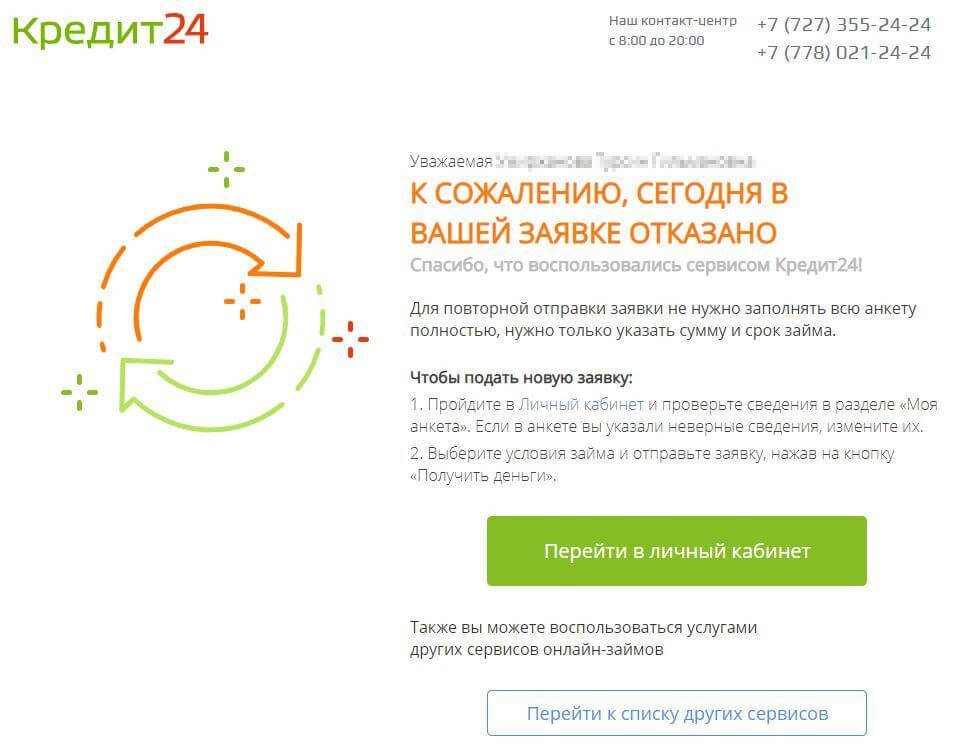 Кредит24
Наш контакт-центр
с 8:00 до 20:00
+7 (727) 355-24-24
+7 (778) 021-24-24
Уважаемая
К СОЖАЛЕНИЮ, СЕГОДНЯ В
ВАШЕЙ ЗАЯВКЕ ОТКАЗАНО
Спасибо, что воспользовались сервисом Кредит24!
Для повторной отправки заявки не нужно заполнять всю анкету
полностью, нужно только указать сумму и срок займа.
Чтобы подать новую заявку:
1. Пройдите в Личный кабинет и проверьте сведения в разделе «Моя
анкета». Если в анкете вы указали неверные сведения, измените их.
2. Выберите условия займа и отправьте заявку, нажав на кнопку
«Получить деньги».
Перейти в личный кабинет
Также вы можете воспользоваться услугами
других сервисов онлайн-займов
Перейти к списку других сервисов